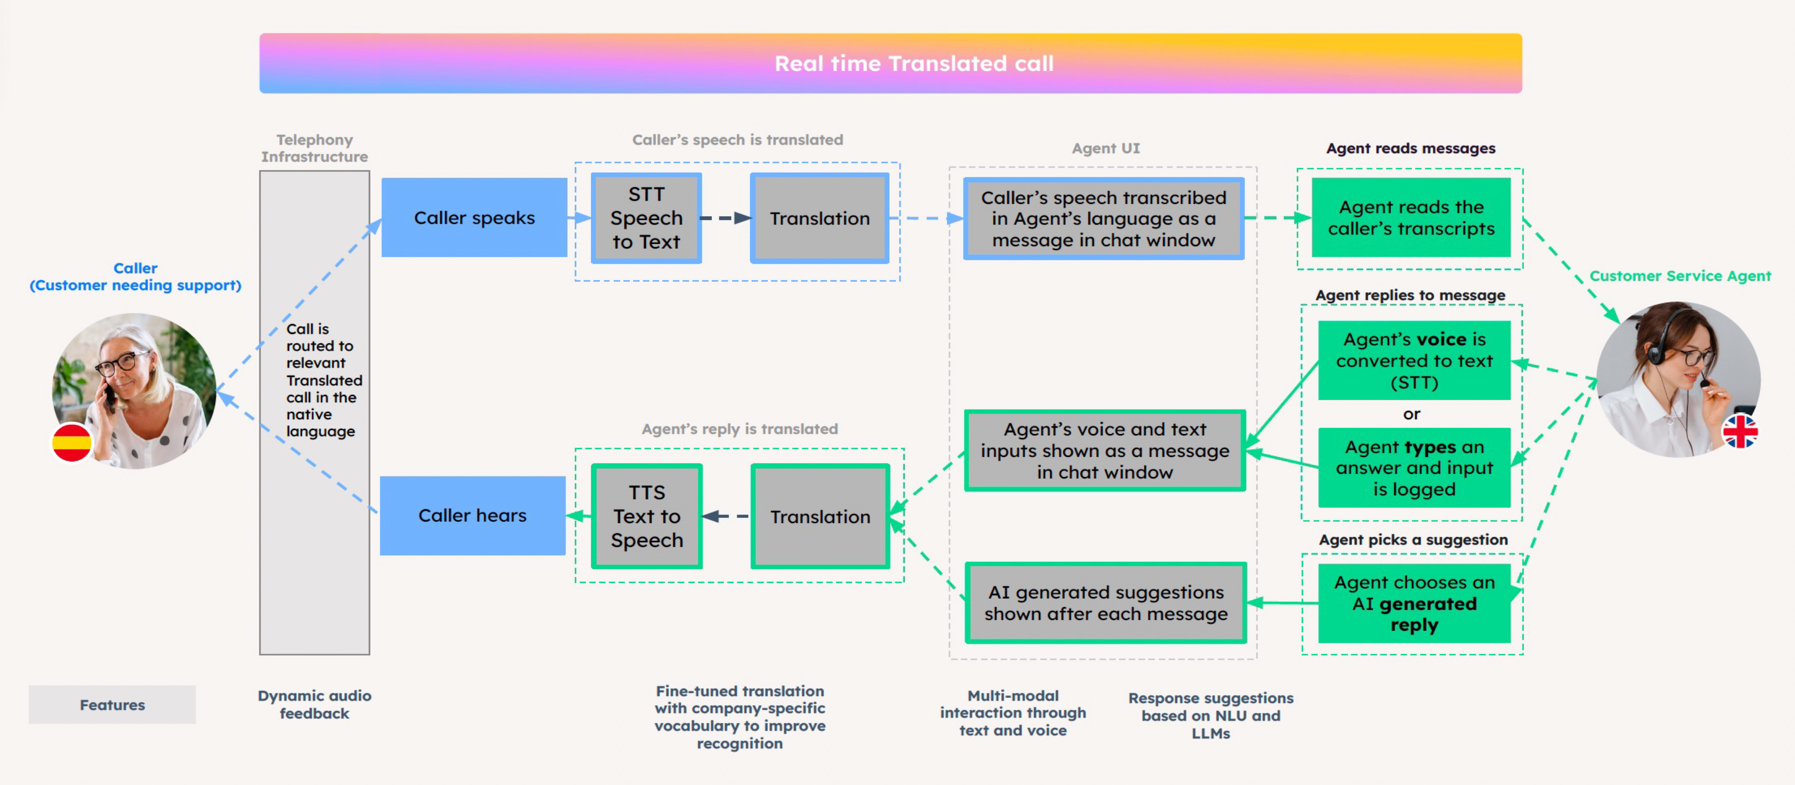 Real time Translated call
Telephony
Infrastructure
Caller's speech is translated
Agent UI
Agent reads messages
Caller speaks
STT
Speech
to Text
Translation
Caller's speech transcribed
in Agent's language as a
message in chat window
Agent reads the
caller's transcripts
Caller
(Customer needing support)
Customer Service Agent
Call is
routed to
relevant
Translated
call in the
native
language
Agent replies to message
Agent's voice is
converted to text
(STT)
or
Agent types an
answer and input
is logged
Agent's reply is translated
Agent's voice and text
inputs shown as a message
in chat window
Caller hears
TTS
Text to
Speech
Translation
Agent picks a suggestion
AI generated suggestions
shown after each message
Agent chooses an
AI generated
reply
Features
Dynamic audio
feedback
Fine-tuned translation
with company-specific
vocabulary to improve
recognition
Multi-modal
interaction through
text and voice
Response suggestions
based on NLU and
LLMs